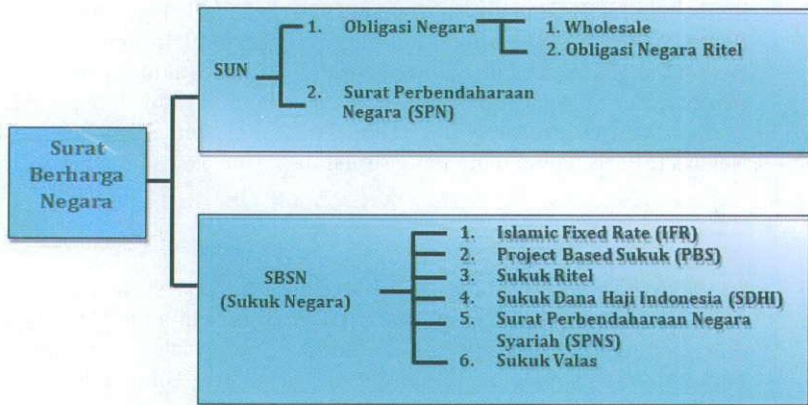 Surat
Berharga
Negara
SUN
1. Obligasi Negara
1. Wholesale
2. Obligasi Negara Ritel
2. Surat Perbendaharaan
Negara (SPN)
SBSN
(Sukuk Negara)
1. Islamic Fixed Rate (IFR)
2. Project Based Sukuk (PBS)
3. Sukuk Ritel
4. Sukuk Dana Haji Indonesia (SDHI)
5. Surat Perbendaharaan Negara
Syariah (SPNS)
6. Sukuk Valas